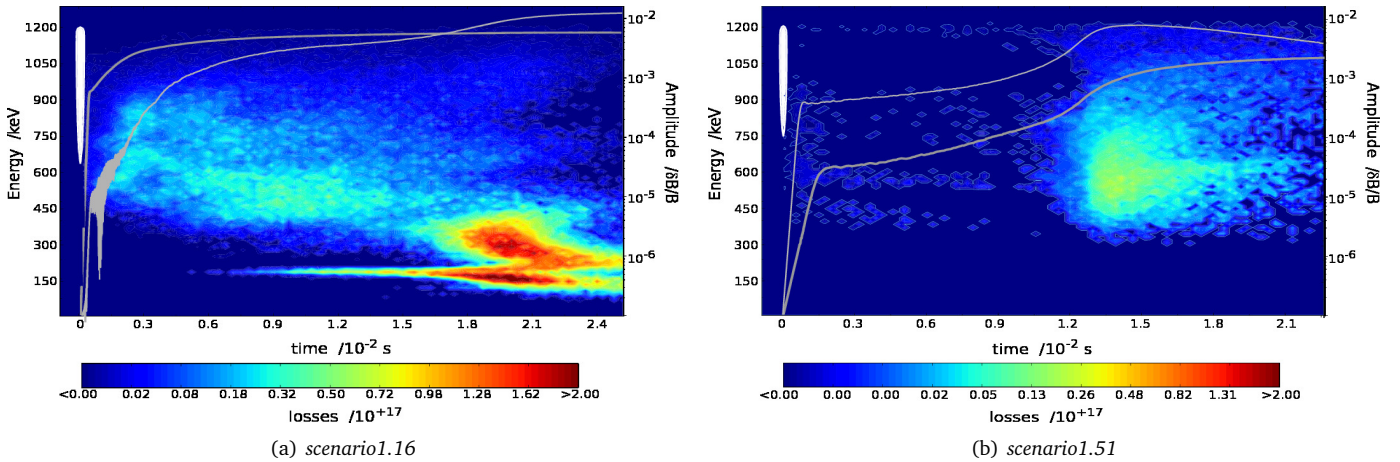 1200
1050
900
750
600
450
300
150
Energy /keV
10⁻²
10⁻³
10⁻⁴
10⁻⁵
10⁻⁶
Amplitude /δB/B
0 0.3 0.6 0.9 1.2 1.5 1.8 2.1 2.4
time /10⁻² s
<0.00 0.02 0.08 0.18 0.32 0.50 0.72 0.98 1.28 1.62 >2.00
losses /10⁺¹⁷
(a) scenario1.16
1200
1050
900
750
600
450
300
150
Energy /keV
10⁻²
10⁻³
10⁻⁴
10⁻⁵
10⁻⁶
Amplitude /δB/B
0 0.3 0.6 0.9 1.2 1.5 1.8 2.1
time /10⁻² s
<0.00 0.00 0.00 0.02 0.05 0.13 0.26 0.48 0.82 1.31 >2.00
losses /10⁺¹⁷
(b) scenario1.51